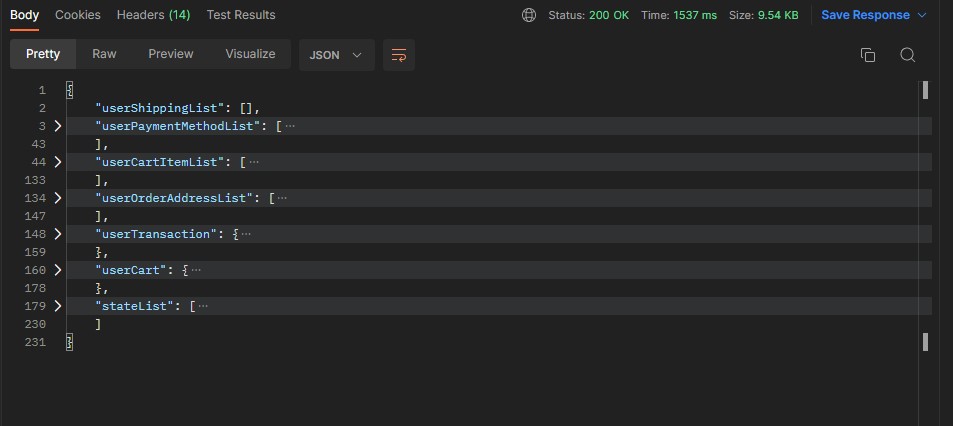 Body Cookies Headers (14) Test Results Status: 200 OK Time: 1537 ms Size: 9.54 KB Save Response
Pretty Raw Preview Visualize JSON
1 {
2 "userShippingList": [],
3 "userPaymentMethodList": [···
43 ],
44 "userCartItemList": [···
133 ],
134 "userOrderAddressList": [···
147 ],
148 "userTransaction": {···
159 },
160 "userCart": {···
178 },
179 "stateList": [···
230 ]
231 }